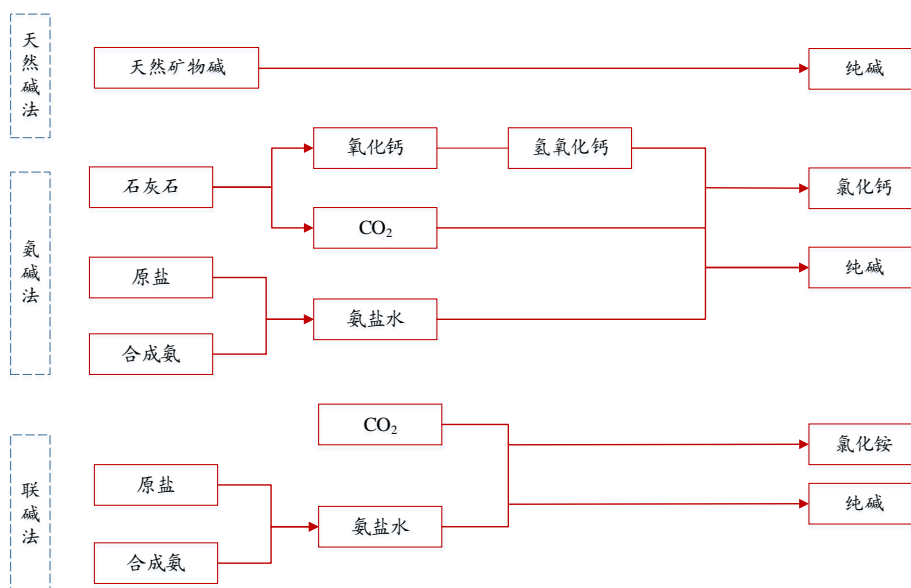 天然碱法
天然矿物碱
纯碱
氨碱法
石灰石
氧化钙
氢氧化钙
CO₂
氯化钙
原盐
合成氨
氨盐水
纯碱
联碱法
CO₂
原盐
合成氨
氨盐水
氯化铵
纯碱